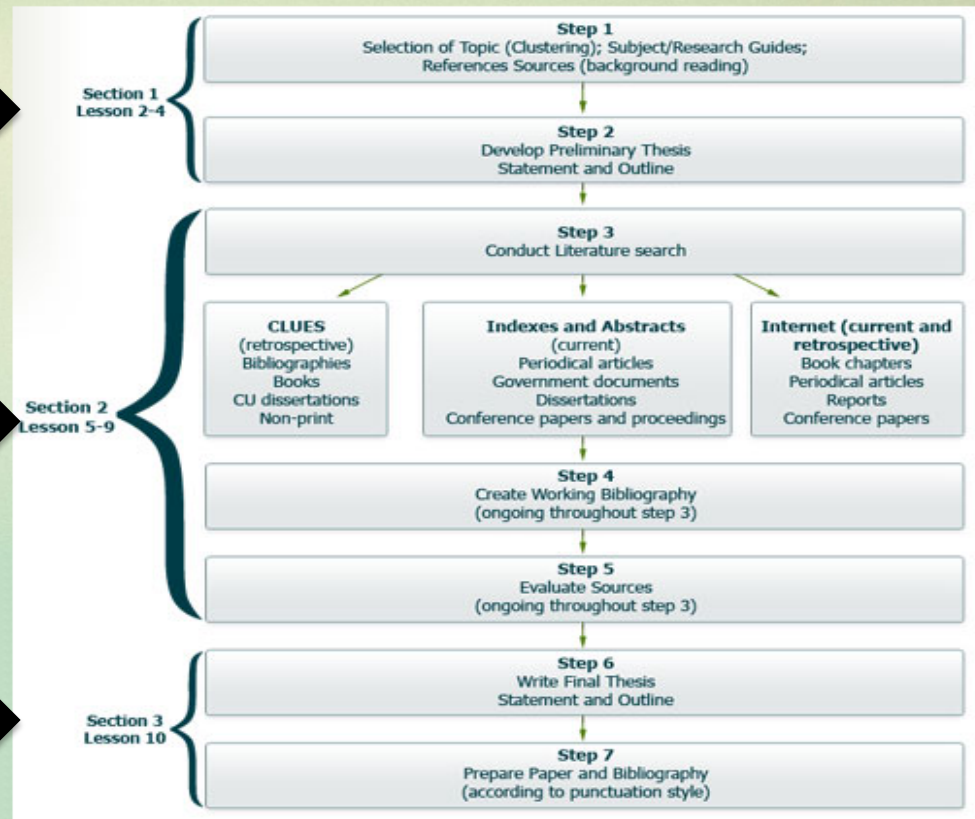 Step 1
Selection of Topic (Clustering); Subject/Research Guides;
References Sources (background reading)
Section 1
Lesson 2-4
Step 2
Develop Preliminary Thesis
Statement and Outline
Step 3
Conduct Literature search
CLUES
(retrospective)
Bibliographies
Books
CU dissertations
Non-print
Indexes and Abstracts
(current)
Periodical articles
Government documents
Dissertations
Conference papers and proceedings
Internet (current and
retrospective)
Book chapters
Periodical articles
Reports
Conference papers
Section 2
Lesson 5-9
Step 4
Create Working Bibliography
(ongoing throughout step 3)
Step 5
Evaluate Sources
(ongoing throughout step 3)
Step 6
Write Final Thesis
Statement and Outline
Section 3
Lesson 10
Step 7
Prepare Paper and Bibliography
(according to punctuation style)